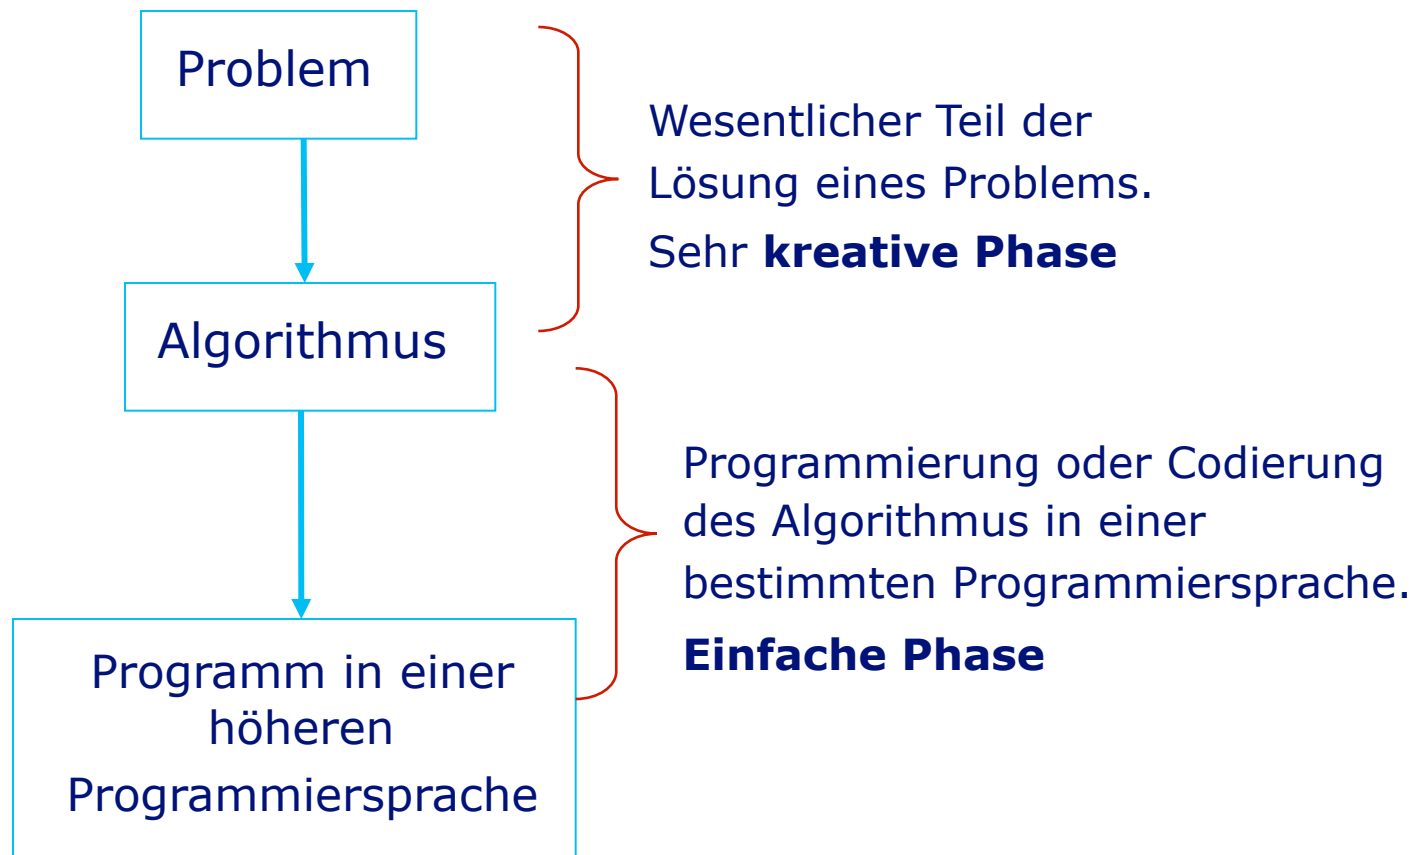 Problem
Wesentlicher Teil der
Lösung eines Problems.
Sehr kreative Phase
Algorithmus
Programmierung oder Codierung
des Algorithmus in einer
bestimmten Programmiersprache.
Einfache Phase
Programm in einer
höheren
Programmiersprache